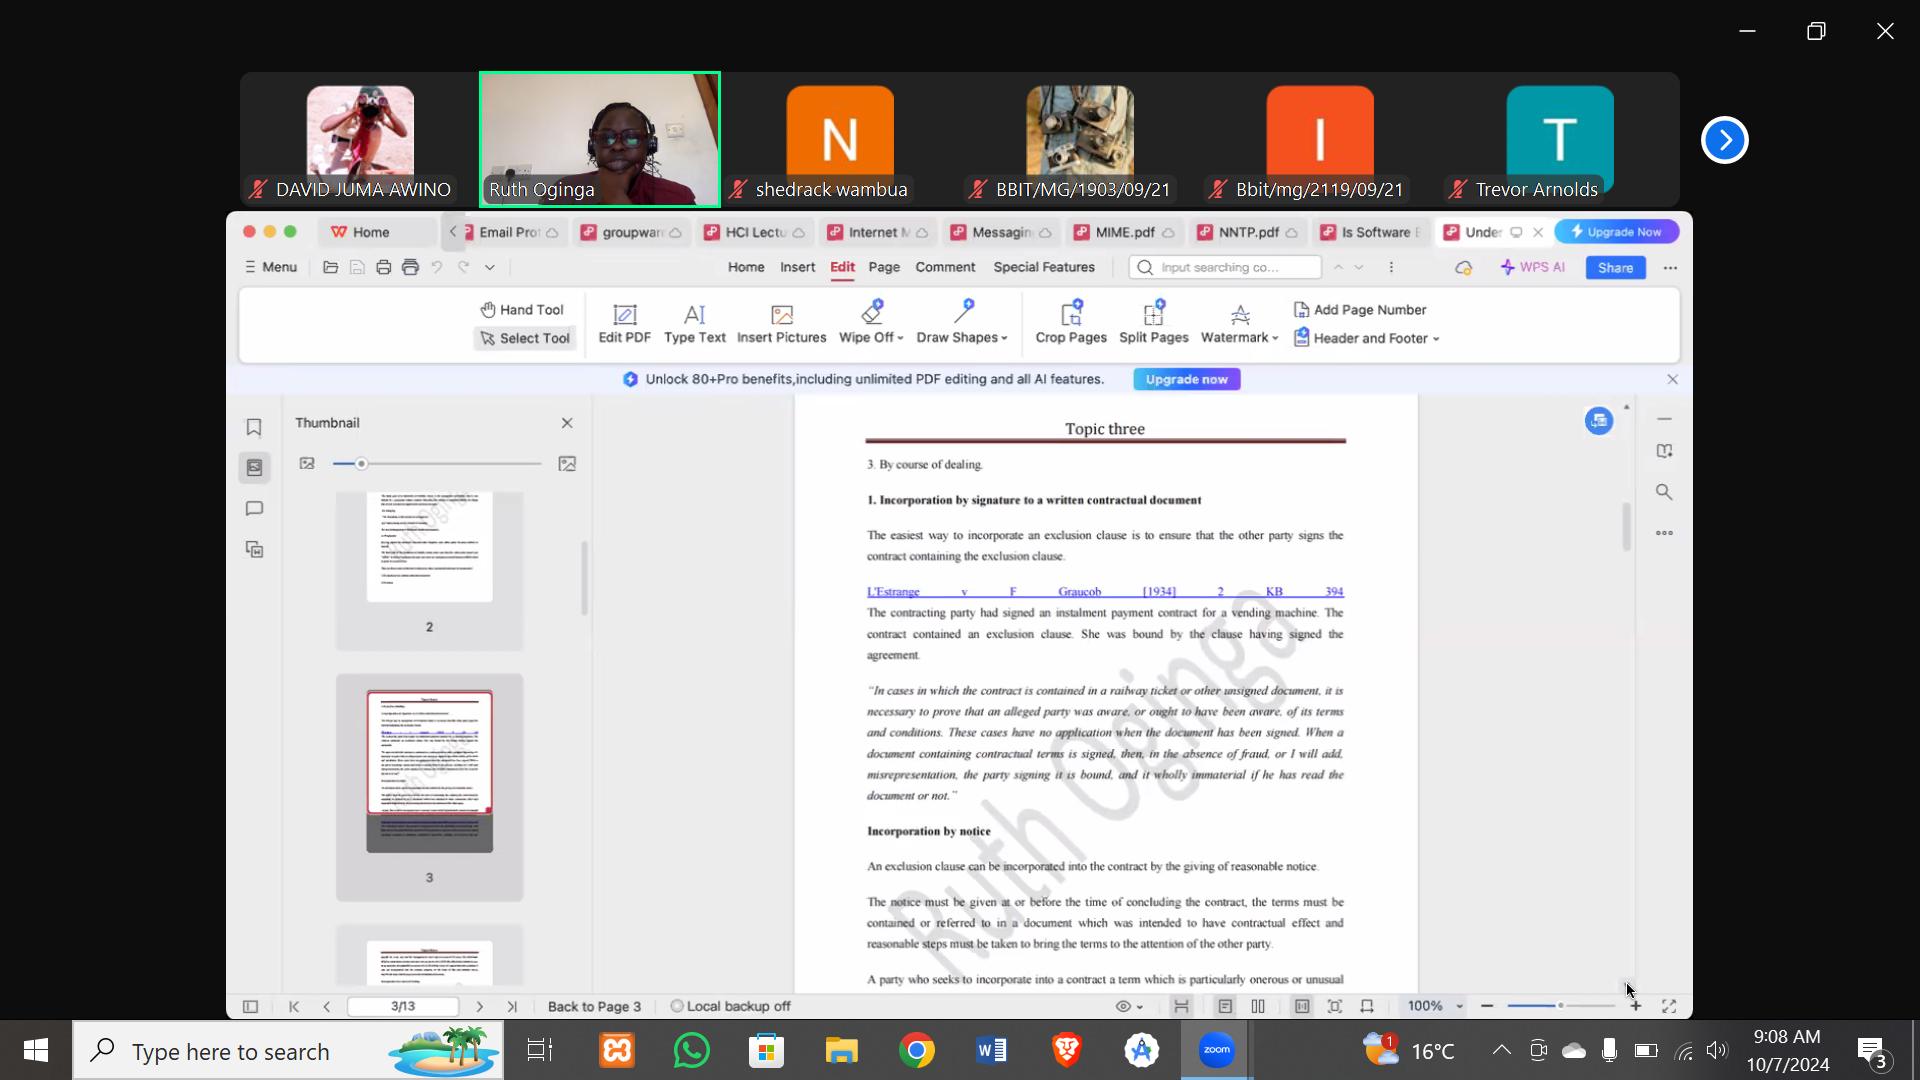 DAVID JUMA AWINO
Ruth Oginga
N
shedrack wambua
BBIT/MG/1903/09/21
I
Bbit/mg/2119/09/21
T
Trevor Arnolds
Home
Email Pro
groupwar
HCI Lectu
Internet M
Messagin
MIME.pdf
NNTP.pdf
Is Software
Under
Upgrade Now
Menu
Home Insert Edit Page Comment Special Features
Input searching co...
WPS AI
Share
Hand Tool
Select Tool
Edit PDF
Type Text
Insert Pictures
Wipe Off
Draw Shapes
Crop Pages
Split Pages
Watermark
Add Page Number
Header and Footer
Unlock 80+Pro benefits,including unlimited PDF editing and all AI features.
Upgrade now
Thumbnail
2
3
Topic three
3. By course of dealing.
1. Incorporation by signature to a written contractual document
The easiest way to incorporate an exclusion clause is to ensure that the other party signs the
contract containing the exclusion clause.
L'Estrange v F Graucob [1934] 2 KB 394
The contracting party had signed an instalment payment contract for a vending machine. The
contract contained an exclusion clause. She was bound by the clause having signed the
agreement.
"In cases in which the contract is contained in a railway ticket or other unsigned document, it is
necessary to prove that an alleged party was aware, or ought to have been aware, of its terms
and conditions. These cases have no application when the document has been signed. When a
document containing contractual terms is signed, then, in the absence of fraud, or I will add,
misrepresentation, the party signing it is bound, and it wholly immaterial if he has read the
document or not."
Incorporation by notice
An exclusion clause can be incorporated into the contract by the giving of reasonable notice.
The notice must be given at or before the time of concluding the contract, the terms must be
contained or referred to in a document which was intended to have contractual effect and
reasonable steps must be taken to bring the terms to the attention of the other party.
A party who seeks to incorporate into a contract a term which is particularly onerous or unusual
Ruth Oginga
3/13
Back to Page 3
Local backup off
100%
Type here to search
zoom
1
16°C
9:08 AM
10/7/2024
3